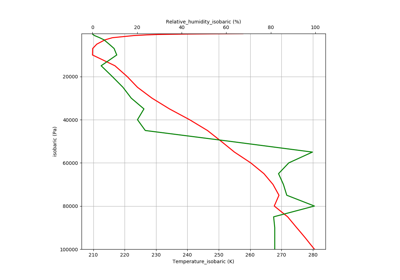 Relative_humidity_isobaric (%)
0 20 40 60 80 100
20000
40000
60000
80000
100000
isobaric (Pa)
210 220 230 240 250 260 270 280
Temperature_isobaric (K)